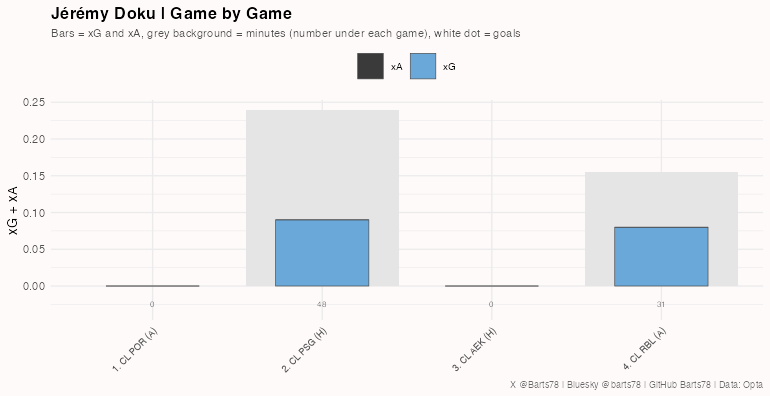 Jérémy Doku | Game by Game
Bars = xG and xA, grey background = minutes (number under each game), white dot = goals
xA xG
xG + xA
0.25
0.20
0.15
0.10
0.05
0.00
0 48 0 31
1. CL POR (A) 2. CL PSG (H) 3. CL AEK (H) 4. CL RBL (A)
X @Barts78 | Bluesky @barts78 | GitHub Barts78 | Data: Opta